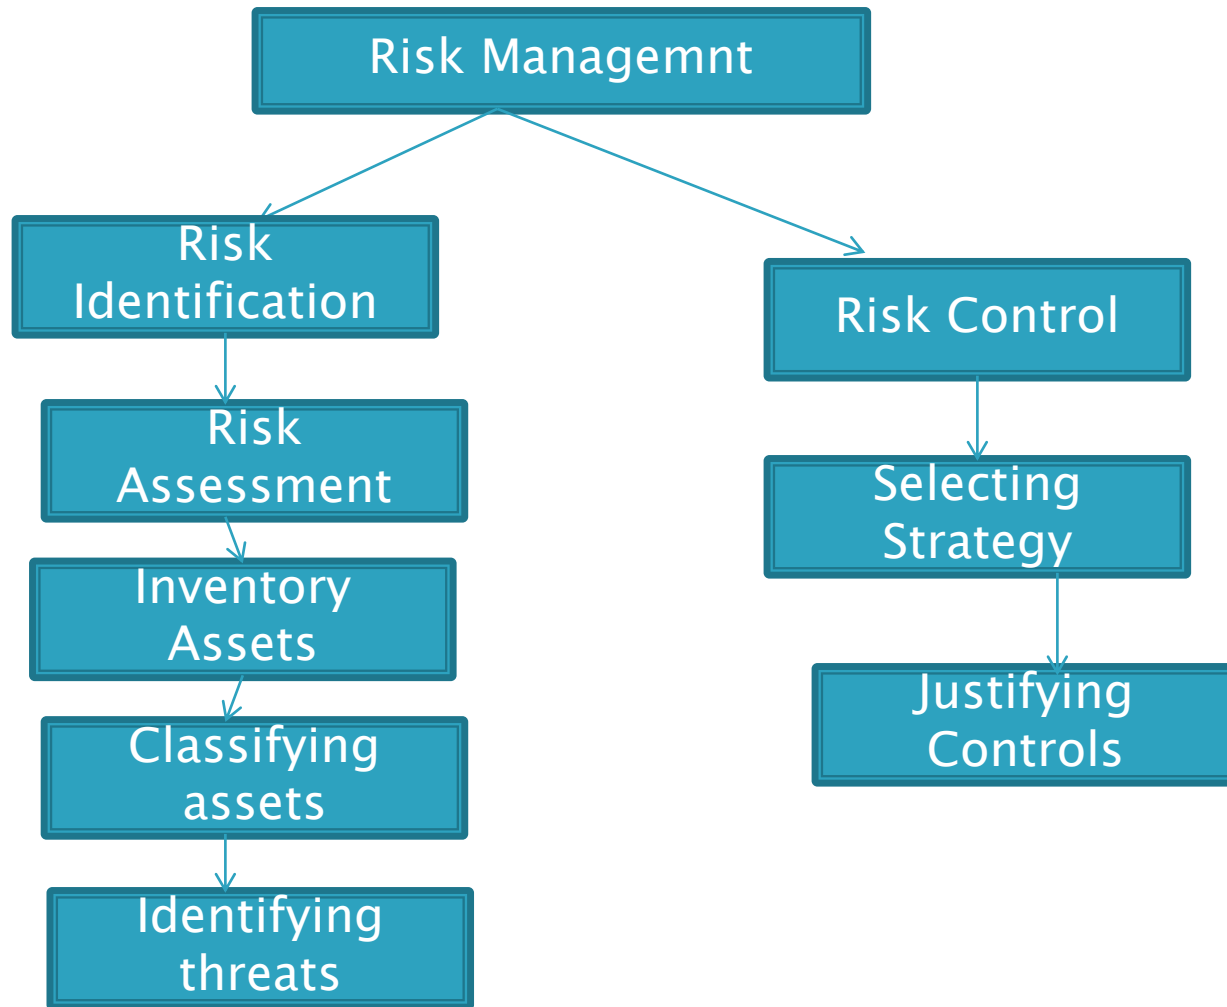 Risk Managemnt
Risk
Identification
Risk
Assessment
Inventory
Assets
Classifying
assets
Identifying
threats
Risk Control
Selecting
Strategy
Justifying
Controls